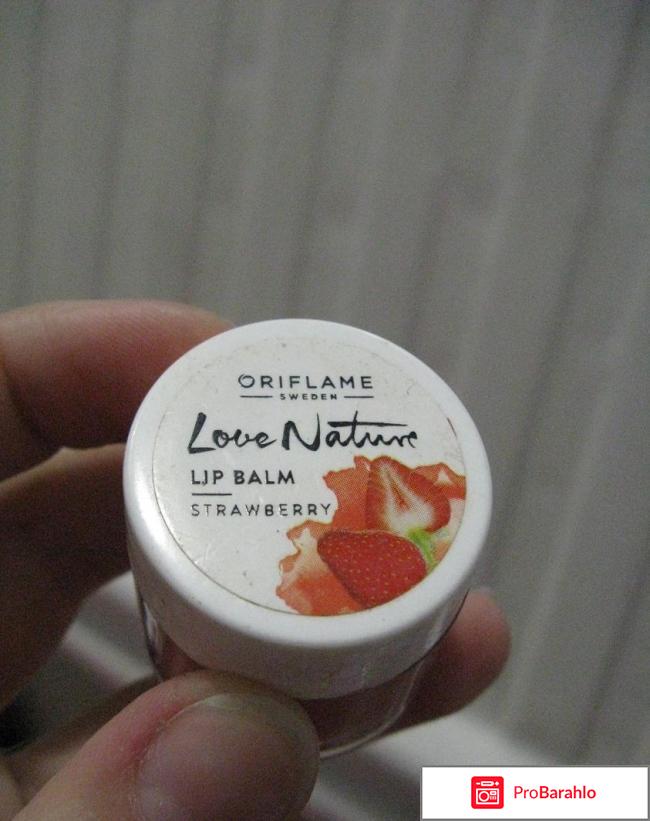 ORIFLAME
SWEDEN
Love Nature
LIP BALM
STRAWBERRY
ProBarahlo